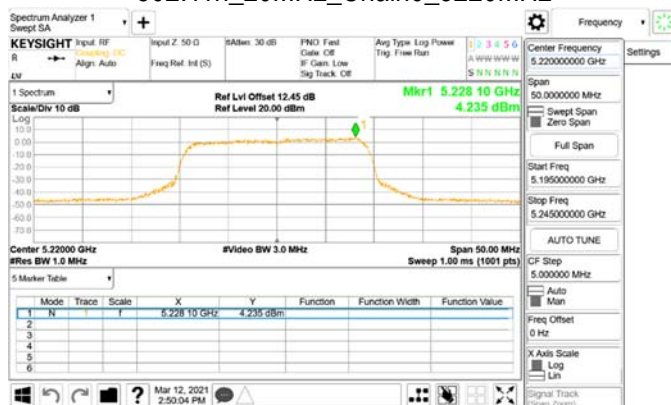 Spectrum Analyzer 1
Swept SA
Frequency
Settings
KEYSIGHT
Input: RF
Coupling: DC
Align: Auto
Input Z: 50 Ω
Freq Ref: Int (S)
#Atten: 30 dB
PNO: Fast
Gate: Off
IF Gain: Low
Sig Track: Off
Avg Type: Log-Power
Trig: Free Run
1 2 3 4 5 6
A WW WW W
S N N N N N
R
LXI
1 Spectrum
Scale/Div 10 dB
Ref Lvl Offset 12.45 dB
Ref Level 20.00 dBm
Mkr1 5.228 10 GHz
4.235 dBm
Log
10.0
0.00
-10.0
-20.0
-30.0
-40.0
-50.0
-60.0
-70.0
1
Center 5.22000 GHz
#Res BW 1.0 MHz
#Video BW 3.0 MHz
Span 50.00 MHz
Sweep 1.00 ms (1001 pts)
5 Marker Table
Mode Trace Scale X Y Function Function Width Function Value
1 N 1 f 5.228 10 GHz 4.235 dBm
2
3
4
5
6
Mar 12, 2021
2:50:04 PM
Center Frequency
5.220000000 GHz
Span
50.0000000 MHz
Swept Span
Zero Span
Full Span
Start Freq
5.195000000 GHz
Stop Freq
5.245000000 GHz
AUTO TUNE
CF Step
5.000000 MHz
Auto
Man
Freq Offset
0 Hz
X Axis Scale
Log
Lin
Signal Track
(Span Zoom)